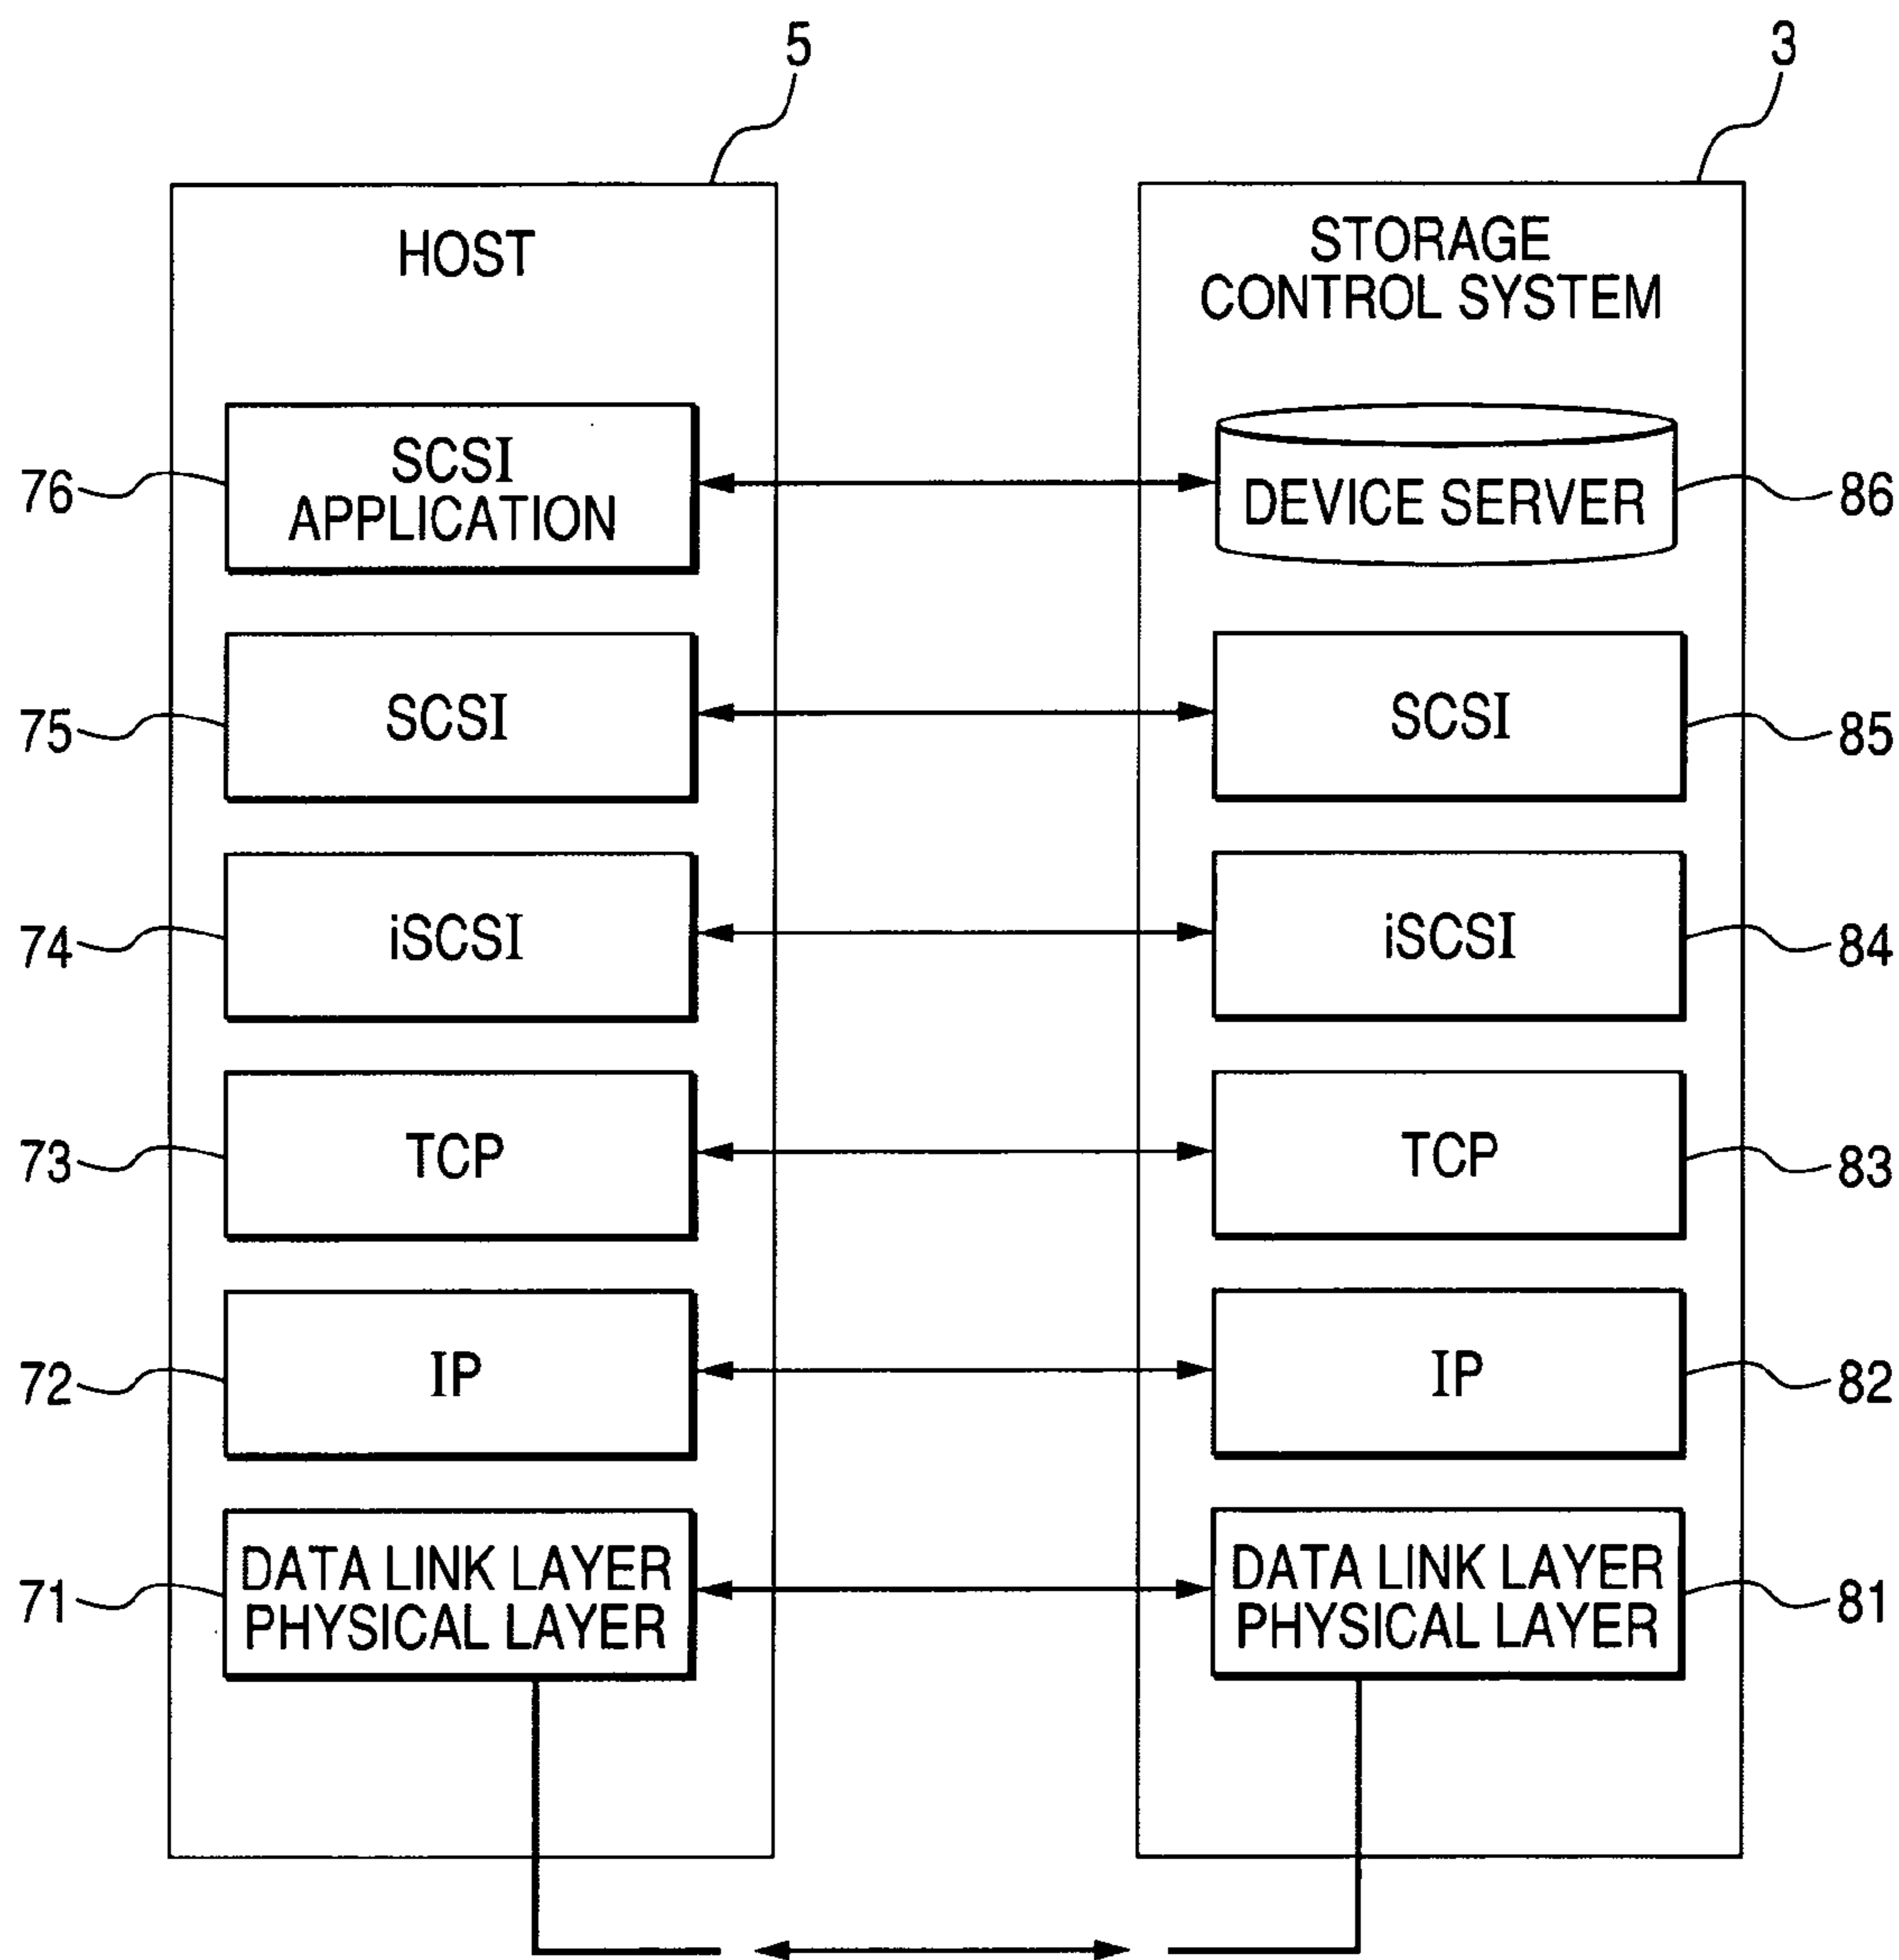 5
3
HOST
STORAGE
CONTROL SYSTEM
76
SCSI
APPLICATION
DEVICE SERVER
86
75
SCSI
SCSI
85
74
iSCSI
iSCSI
84
73
TCP
TCP
83
72
IP
IP
82
71
DATA LINK LAYER
PHYSICAL LAYER
DATA LINK LAYER
PHYSICAL LAYER
81